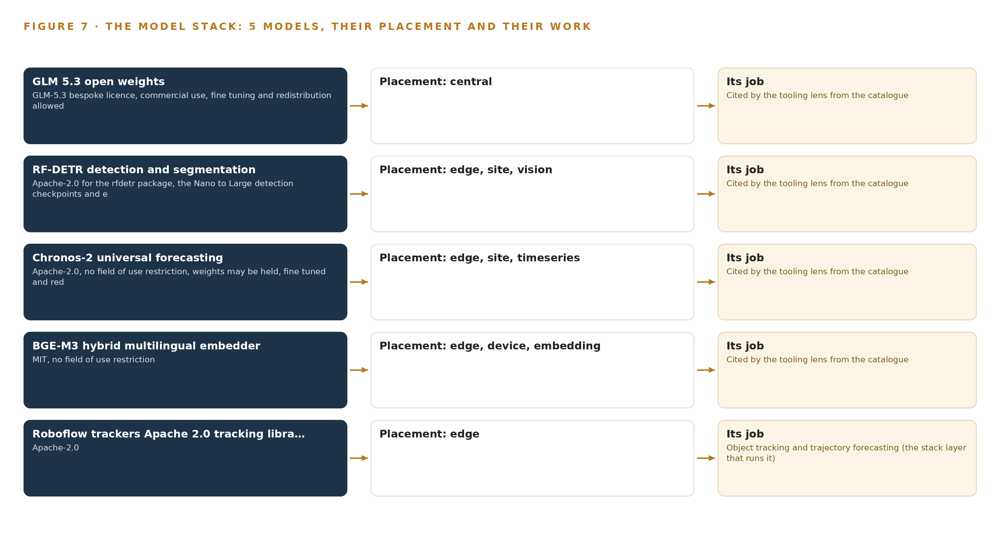 FIGURE 7 · THE MODEL STACK: 5 MODELS, THEIR PLACEMENT AND THEIR WORK
GLM 5.3 open weights
GLM-5.3 bespoke licence, commercial use, fine tuning and redistribution
allowed
Placement: central
Its job
Cited by the tooling lens from the catalogue
RF-DETR detection and segmentation
Apache-2.0 for the rfdetr package, the Nano to Large detection
checkpoints and e
Placement: edge, site, vision
Its job
Cited by the tooling lens from the catalogue
Chronos-2 universal forecasting
Apache-2.0, no field of use restriction, weights may be held, fine tuned
and red
Placement: edge, site, timeseries
Its job
Cited by the tooling lens from the catalogue
BGE-M3 hybrid multilingual embedder
MIT, no field of use restriction
Placement: edge, device, embedding
Its job
Cited by the tooling lens from the catalogue
Roboflow trackers Apache 2.0 tracking libra…
Apache-2.0
Placement: edge
Its job
Object tracking and trajectory forecasting (the stack layer
that runs it)